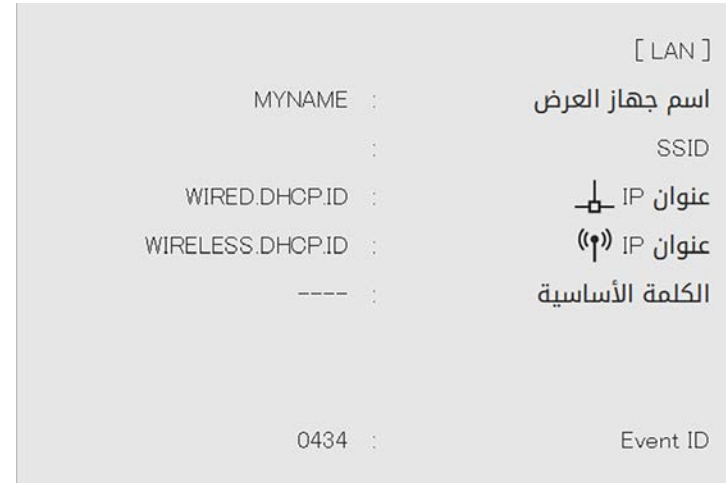 [ LAN ]
اسم جهاز العرض : MYNAME
SSID :
عنوان IP : WIRED.DHCP.ID
عنوان IP : WIRELESS.DHCP.ID
الكلمة الأساسية : ----
Event ID : 0434